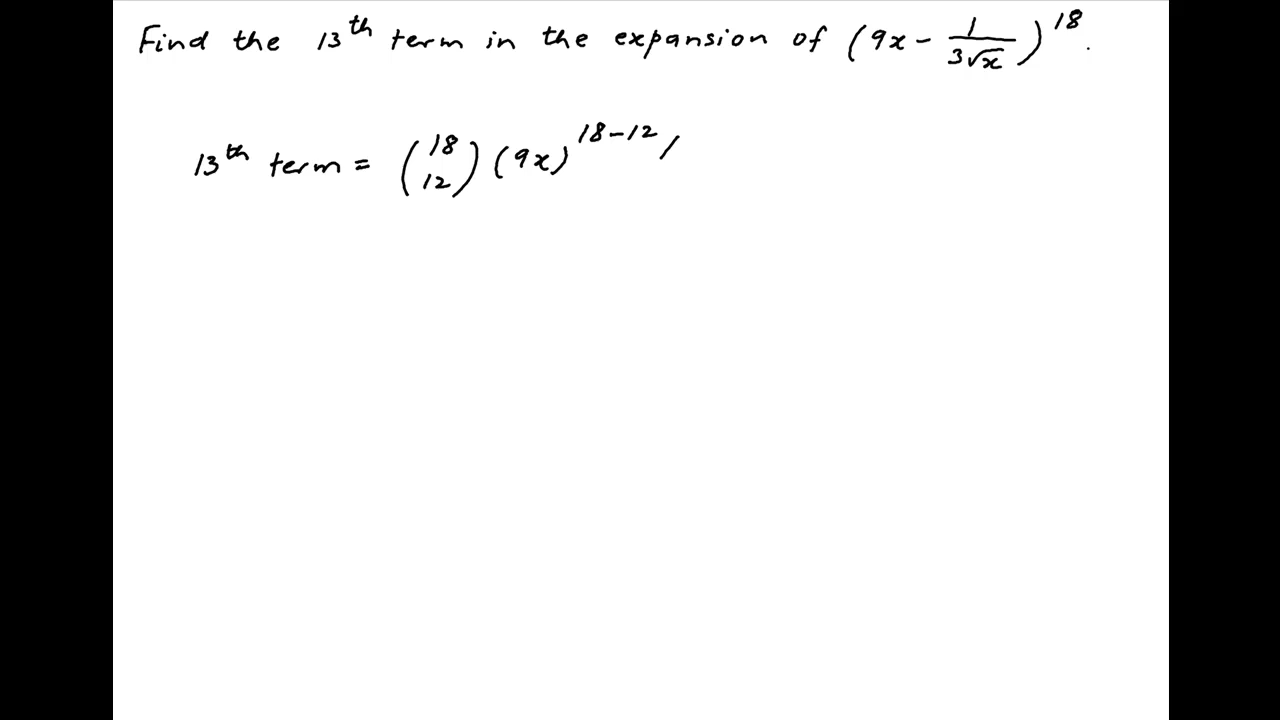 Find the 13th term in the expansion of (9x - 1/(3√x))^18.
13th term = (18 12) (9x)^(18-12) (